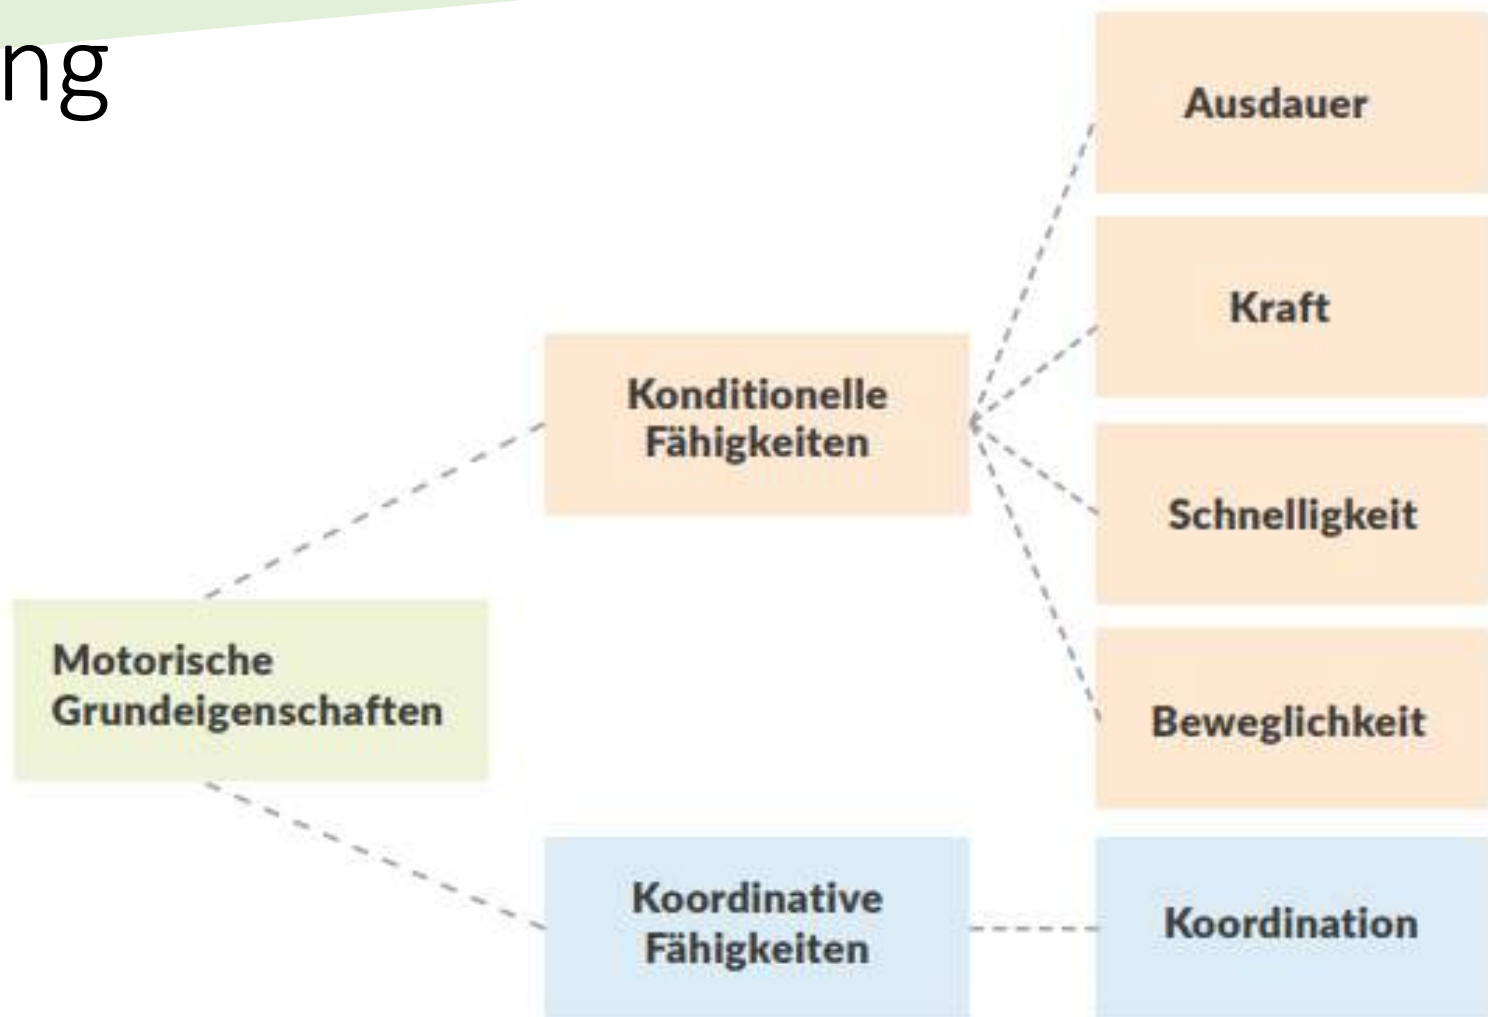 ng
Ausdauer
Kraft
Konditionelle
Fähigkeiten
Schnelligkeit
Motorische
Grundeigenschaften
Beweglichkeit
Koordinative
Fähigkeiten
Koordination